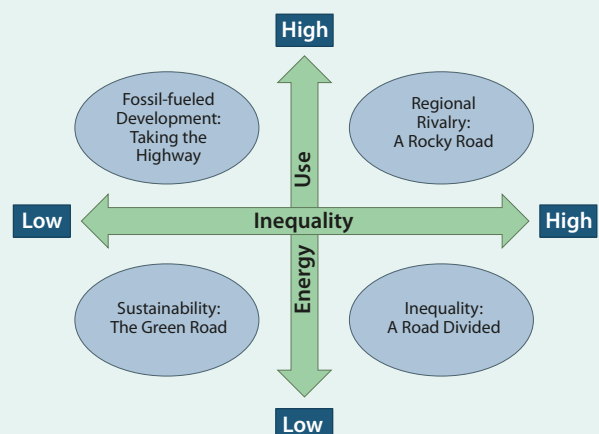 High
Fossil-fueled
Development:
Taking the
Highway
Regional
Rivalry:
A Rocky Road
Use
Low
Inequality
High
Energy
Sustainability:
The Green Road
Inequality:
A Road Divided
Low